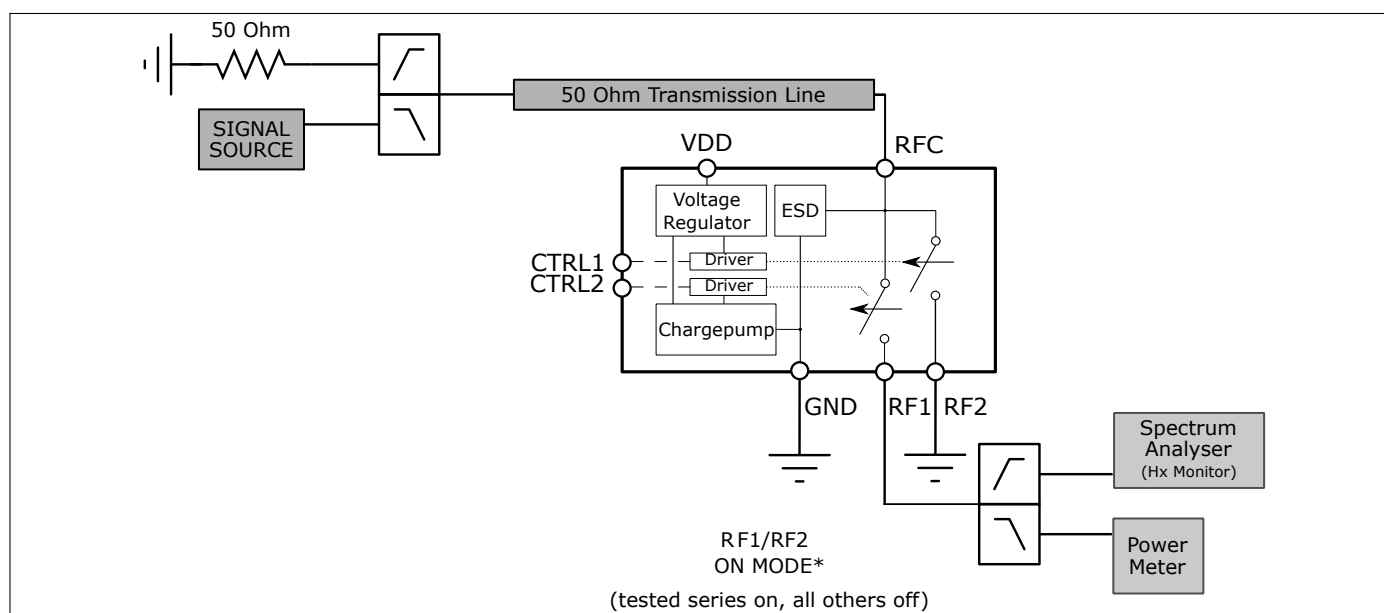 50 Ohm
SIGNAL
SOURCE
50 Ohm Transmission Line
VDD
RFC
Voltage
Regulator
ESD
CTRL1
Driver
CTRL2
Driver
Chargepump
GND
RF1
RF2
Spectrum
Analyser
(Hx Monitor)
Power
Meter
RF1/RF2
ON MODE*
(tested series on, all others off)